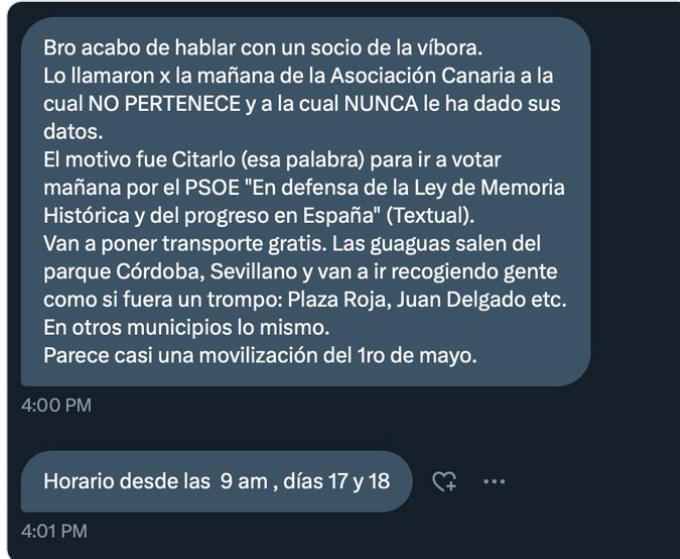 Bro acabo de hablar con un socio de la víbora.
Lo llamaron x la mañana de la Asociación Canaria a la
cual NO PERTENECE y a la cual NUNCA le ha dado sus
datos.
El motivo fue Citarlo (esa palabra) para ir a votar
mañana por el PSOE "En defensa de la Ley de Memoria
Histórica y del progreso en España" (Textual).
Van a poner transporte gratis. Las guaguas salen del
parque Córdoba, Sevillano y van a ir recogiendo gente
como si fuera un trompo: Plaza Roja, Juan Delgado etc.
En otros municipios lo mismo.
Parece casi una movilización del 1ro de mayo.
4:00 PM
Horario desde las 9 am , días 17 y 18
4:01 PM